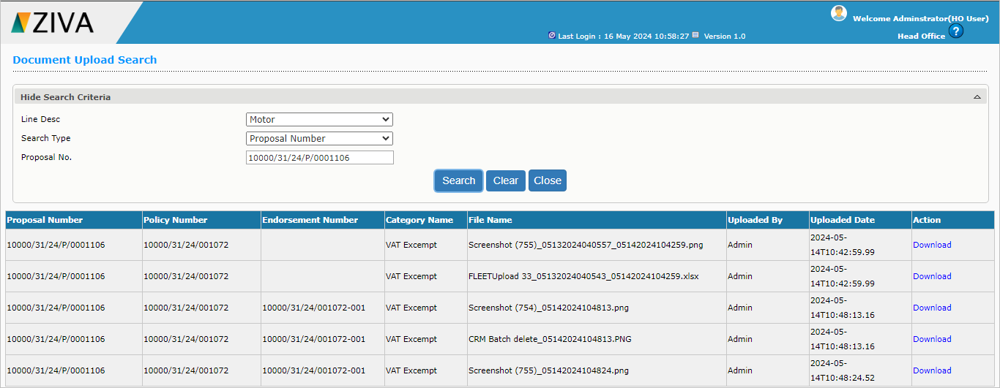 ZIVA
Welcome Adminstrator(HO User)
Last Login : 16 May 2024 10:58:27 Version 1.0
Head Office ?
Document Upload Search
Hide Search Criteria
Line Desc Motor
Search Type Proposal Number
Proposal No. 10000/31/24/P/0001106
Search Clear Close
Proposal Number Policy Number Endorsement Number Category Name File Name Uploaded By Uploaded Date Action
10000/31/24/P/0001106 10000/31/24/001072 VAT Excempt Screenshot (755)_05132024040557_05142024104259.png Admin 2024-05-
14T10:42:59.99 Download
10000/31/24/P/0001106 10000/31/24/001072 VAT Excempt FLEETUpload 33_05132024040543_05142024104259.xlsx Admin 2024-05-
14T10:42:59.99 Download
10000/31/24/P/0001106 10000/31/24/001072 10000/31/24/001072-001 VAT Excempt Screenshot (754)_05142024104813.png Admin 2024-05-
14T10:48:13.16 Download
10000/31/24/P/0001106 10000/31/24/001072 10000/31/24/001072-001 VAT Excempt CRM Batch delete_05142024104813.PNG Admin 2024-05-
14T10:48:13.16 Download
10000/31/24/P/0001106 10000/31/24/001072 10000/31/24/001072-001 VAT Excempt Screenshot (755)_05142024104824.png Admin 2024-05-
14T10:48:24.52 Download